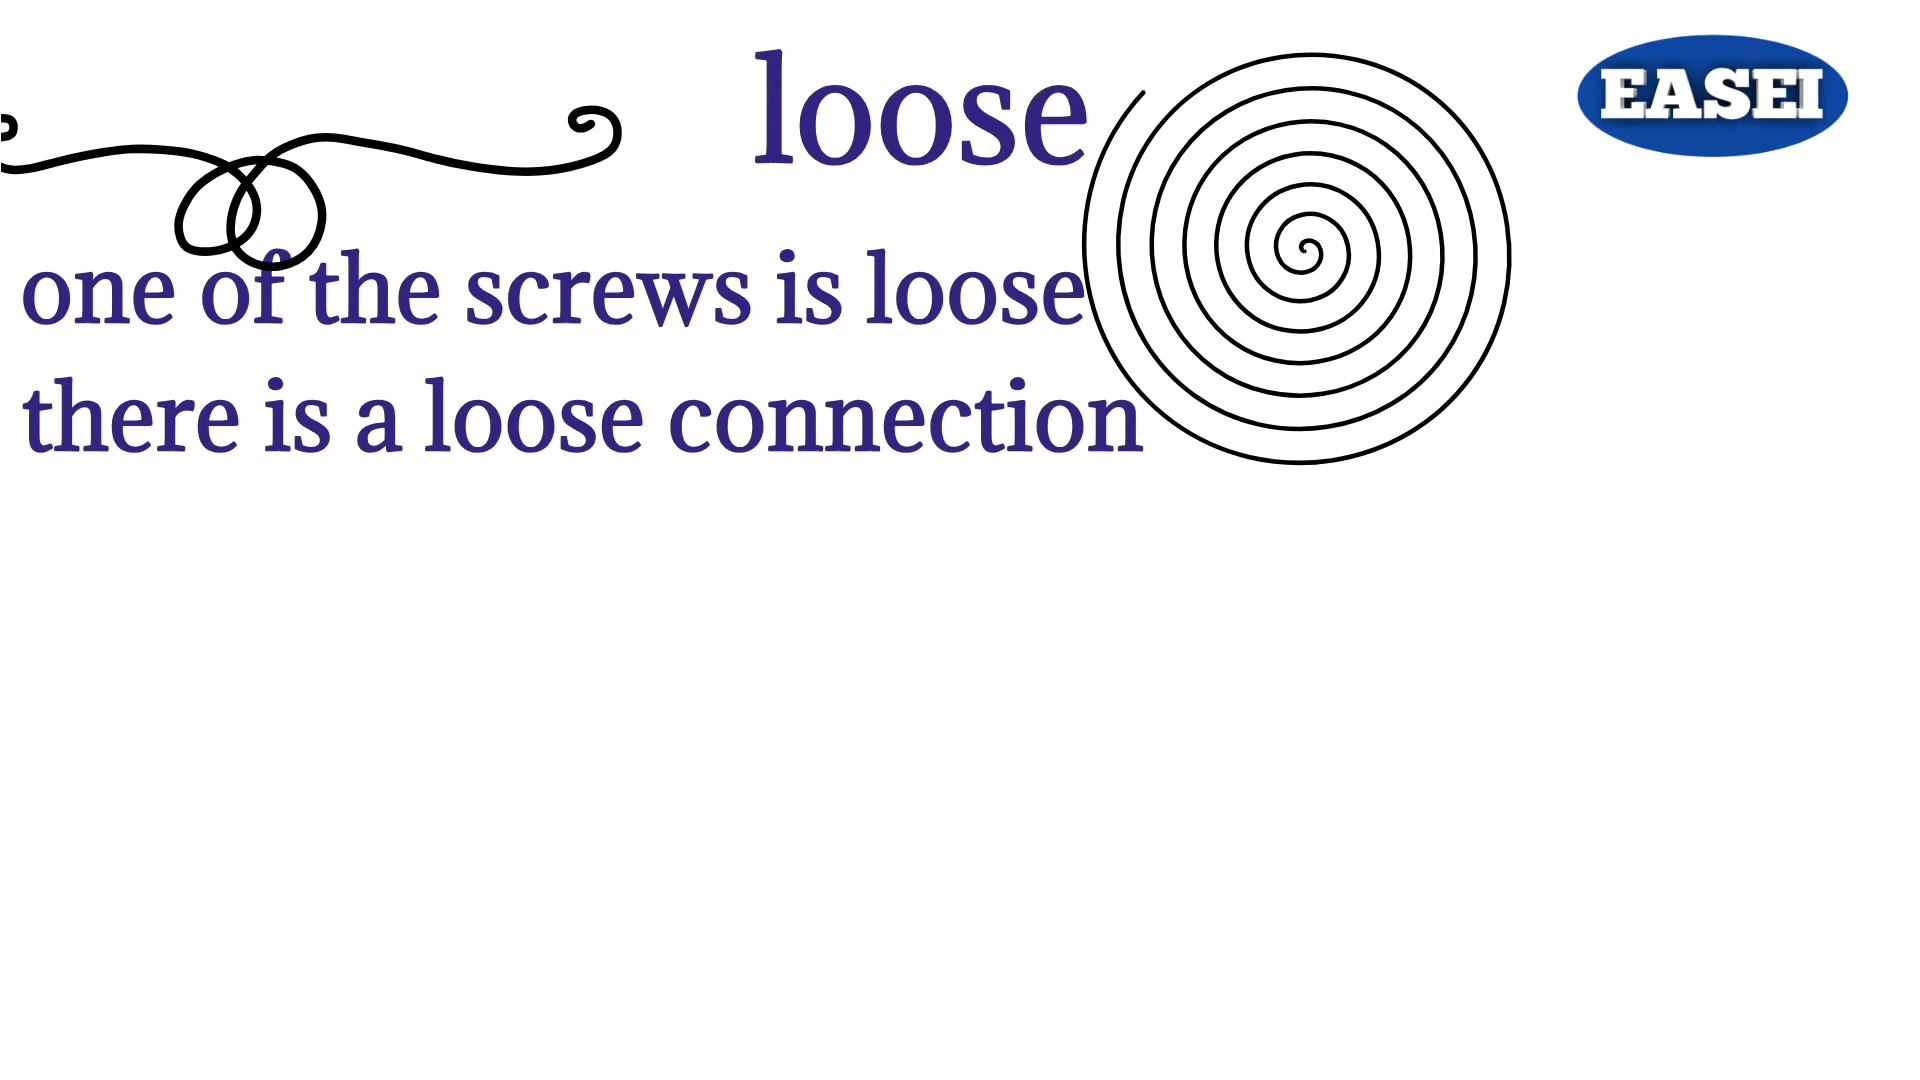 loose
EASEI
one of the screws is loose
there is a loose connection